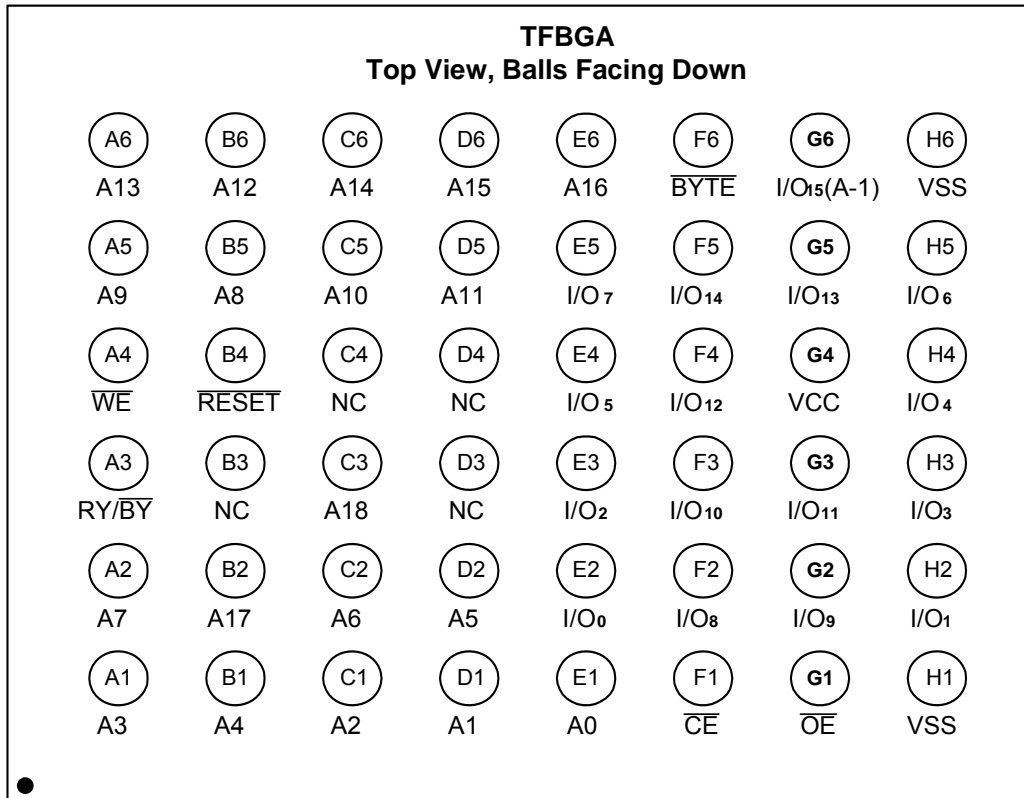 TFBGA
Top View, Balls Facing Down
A6 B6 C6 D6 E6 F6 G6 H6
A13 A12 A14 A15 A16 BYTE I/O15(A-1) VSS
A5 B5 C5 D5 E5 F5 G5 H5
A9 A8 A10 A11 I/O7 I/O14 I/O13 I/O6
A4 B4 C4 D4 E4 F4 G4 H4
WE RESET NC NC I/O5 I/O12 VCC I/O4
A3 B3 C3 D3 E3 F3 G3 H3
RY/BY NC A18 NC I/O2 I/O10 I/O11 I/O3
A2 B2 C2 D2 E2 F2 G2 H2
A7 A17 A6 A5 I/O0 I/O8 I/O9 I/O1
A1 B1 C1 D1 E1 F1 G1 H1
A3 A4 A2 A1 A0 CE OE VSS